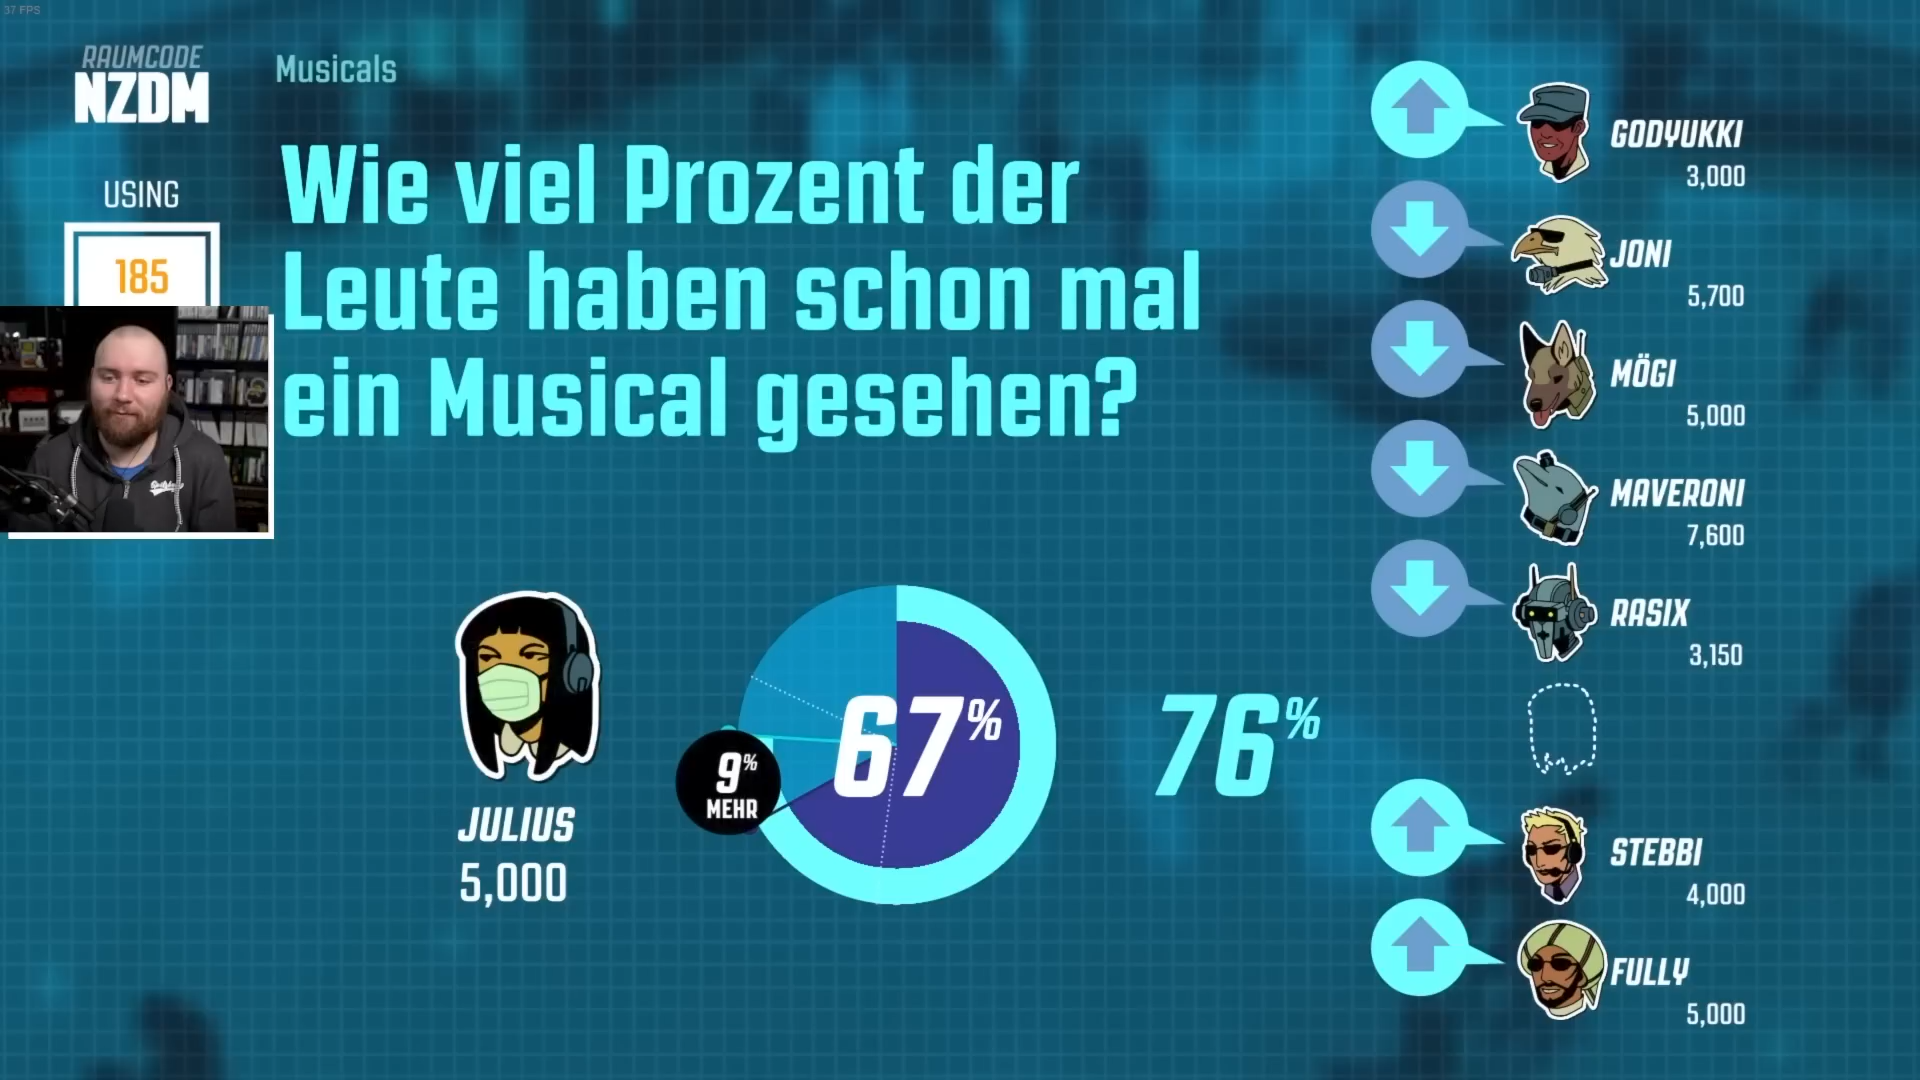 37 FPS
RAUMCODE
NZDM
USING
185
Musicals
Wie viel Prozent der
Leute haben schon mal
ein Musical gesehen?
JULIUS
5,000
9%
MEHR
67%
76%
GODYUKKI
3,000
JONI
5,700
MÖGI
5,000
MAVERONI
7,600
RASIX
3,150
STEBBI
4,000
FULLY
5,000